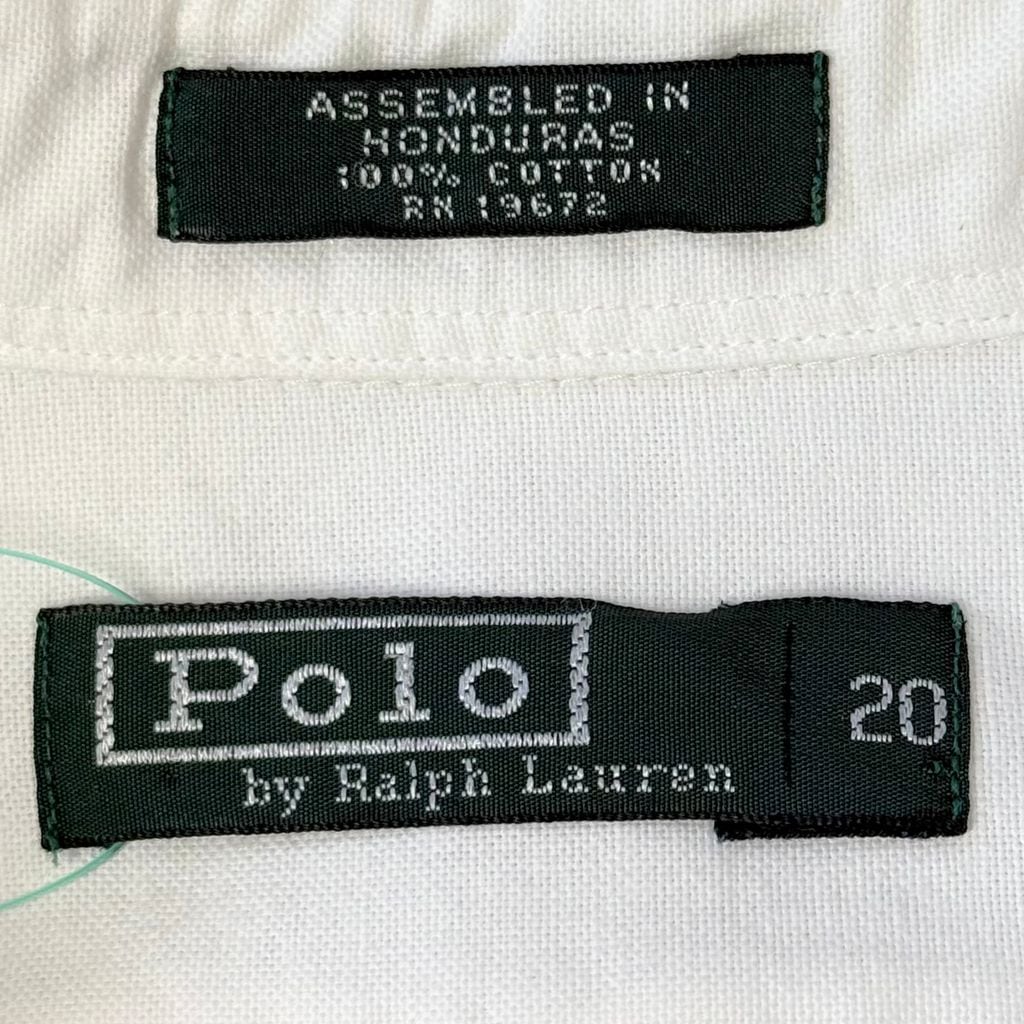 ASSEMBLED IN
HONDURAS
100% COTTON
RN 19672
Polo
by Ralph Lauren
20